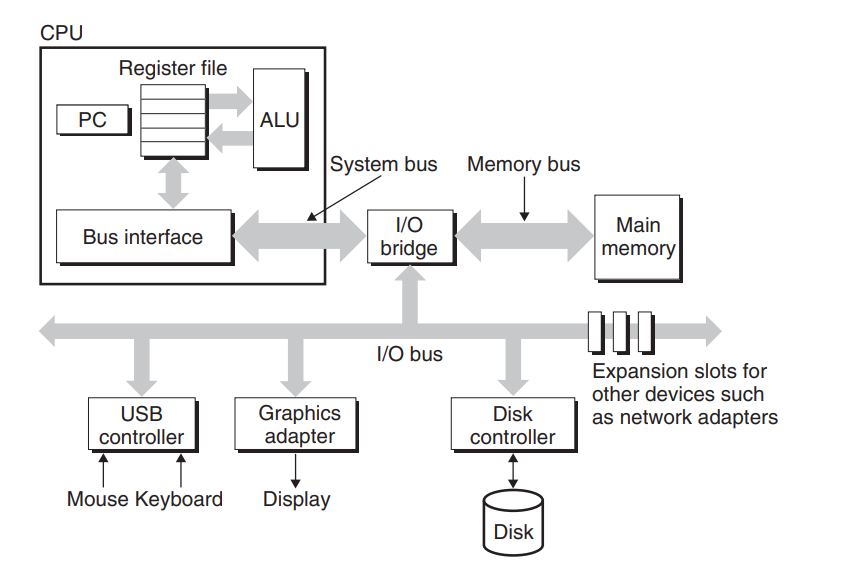 CPU
Register file
PC
ALU
System bus
Memory bus
Bus interface
I/O
bridge
Main
memory
I/O bus
Expansion slots for
other devices such
as network adapters
USB
controller
Graphics
adapter
Disk
controller
Mouse Keyboard
Display
Disk